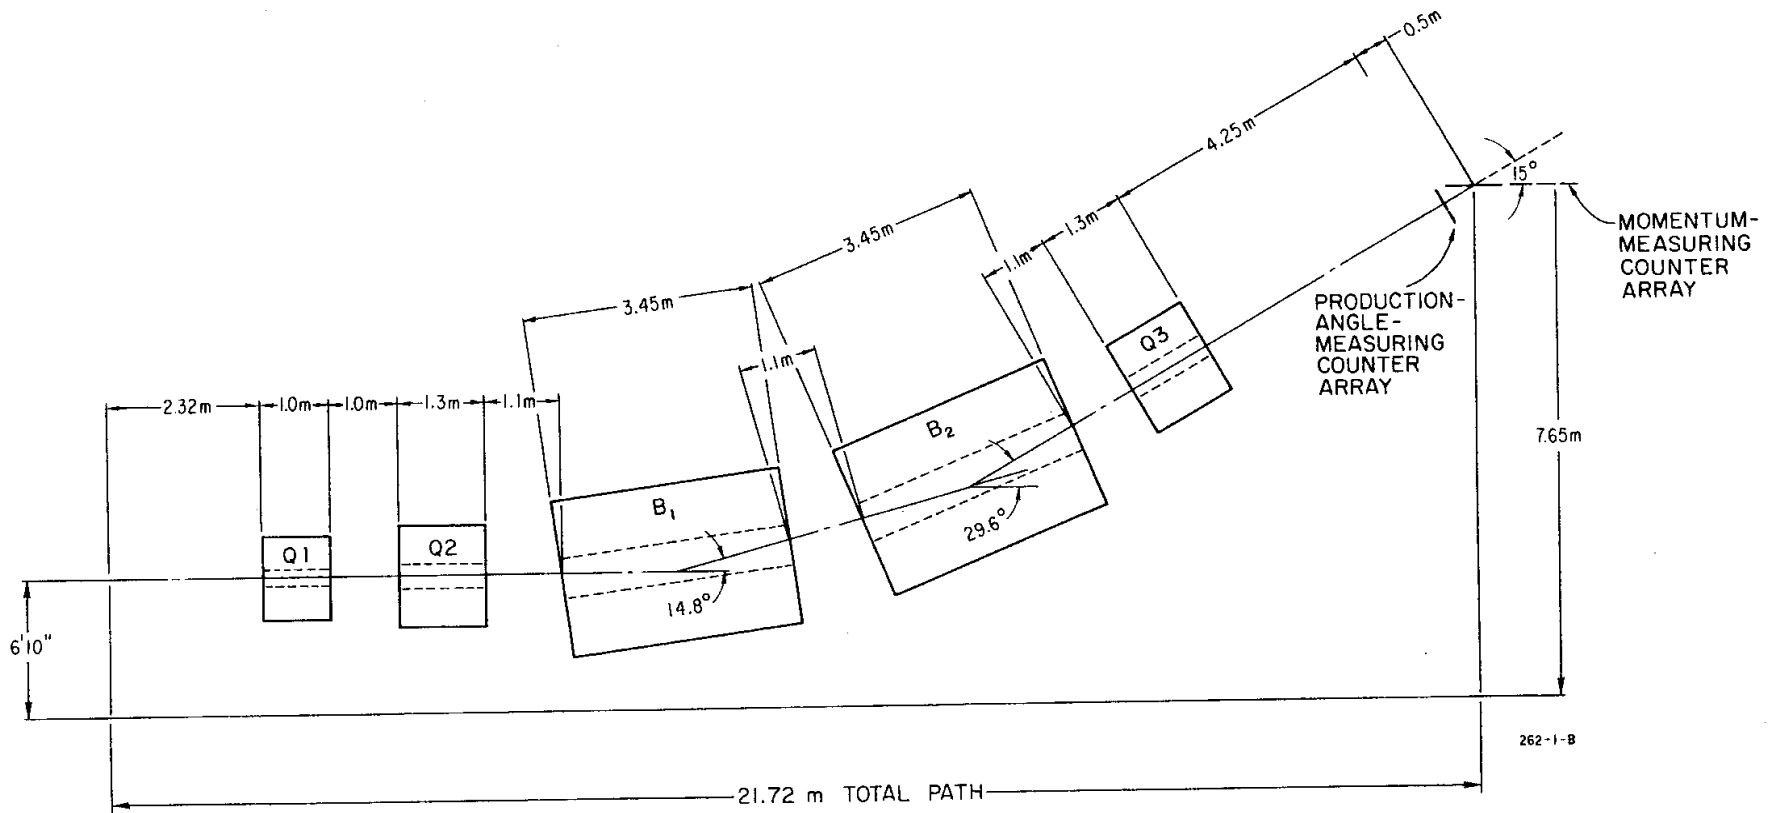 0.5m
4.25m
15°
1.3m
1.1m
3.45m
MOMENTUM-
MEASURING
COUNTER
ARRAY
3.45m
PRODUCTION-
ANGLE-
MEASURING
COUNTER
ARRAY
Q3
1.1m
2.32m
1.0m
1.0m
1.3m
1.1m
B2
7.65m
B1
29.6°
Q1
Q2
14.8°
6'10"
262-1-B
21.72 m TOTAL PATH